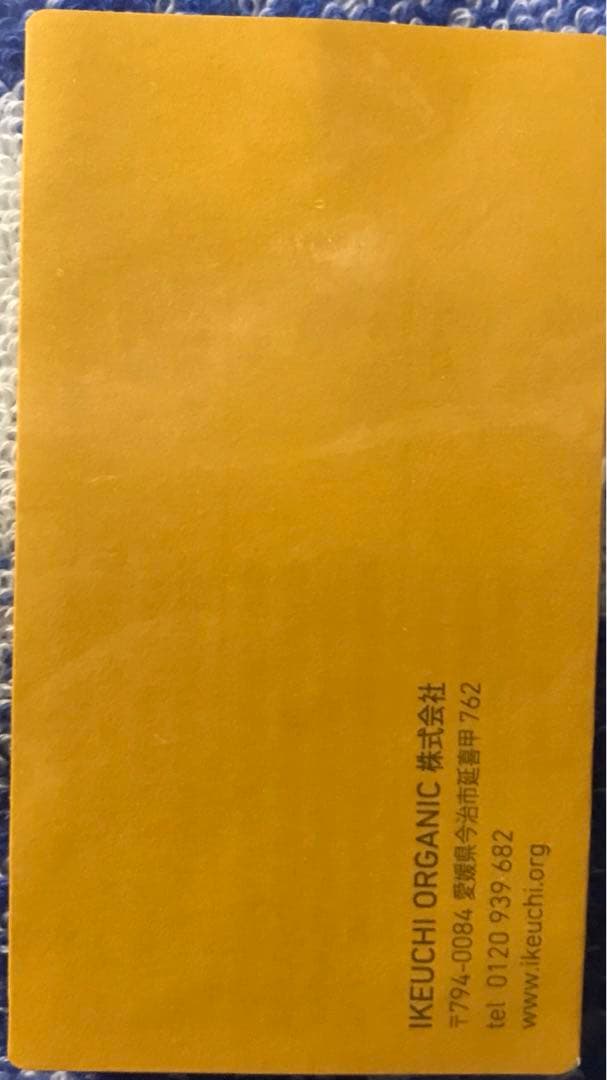 IKEUCHI ORGANIC 株式会社
〒794-0084 愛媛県今治市延喜甲 762
tel 0120 939 682
www.ikeuchi.org